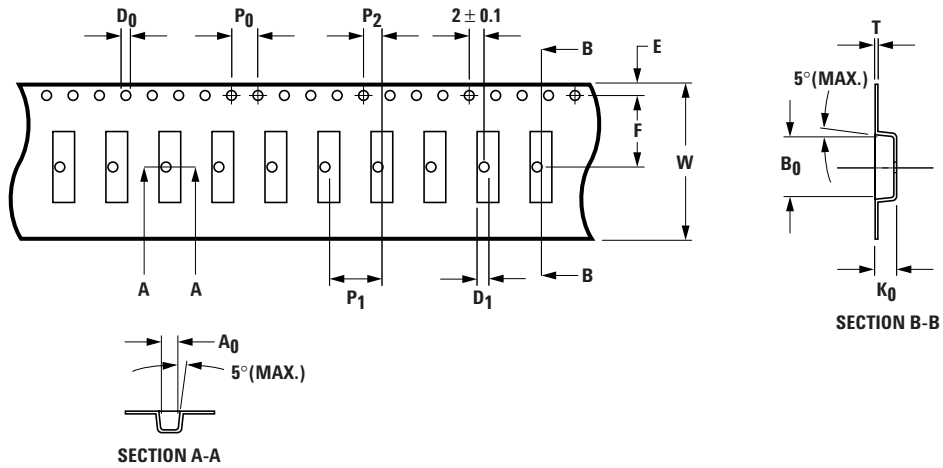 D0
P0
P2
2 ± 0.1
B
E
T
5°(MAX.)
F
W
B0
A
A
P1
D1
B
K0
SECTION B-B
A0
5°(MAX.)
SECTION A-A